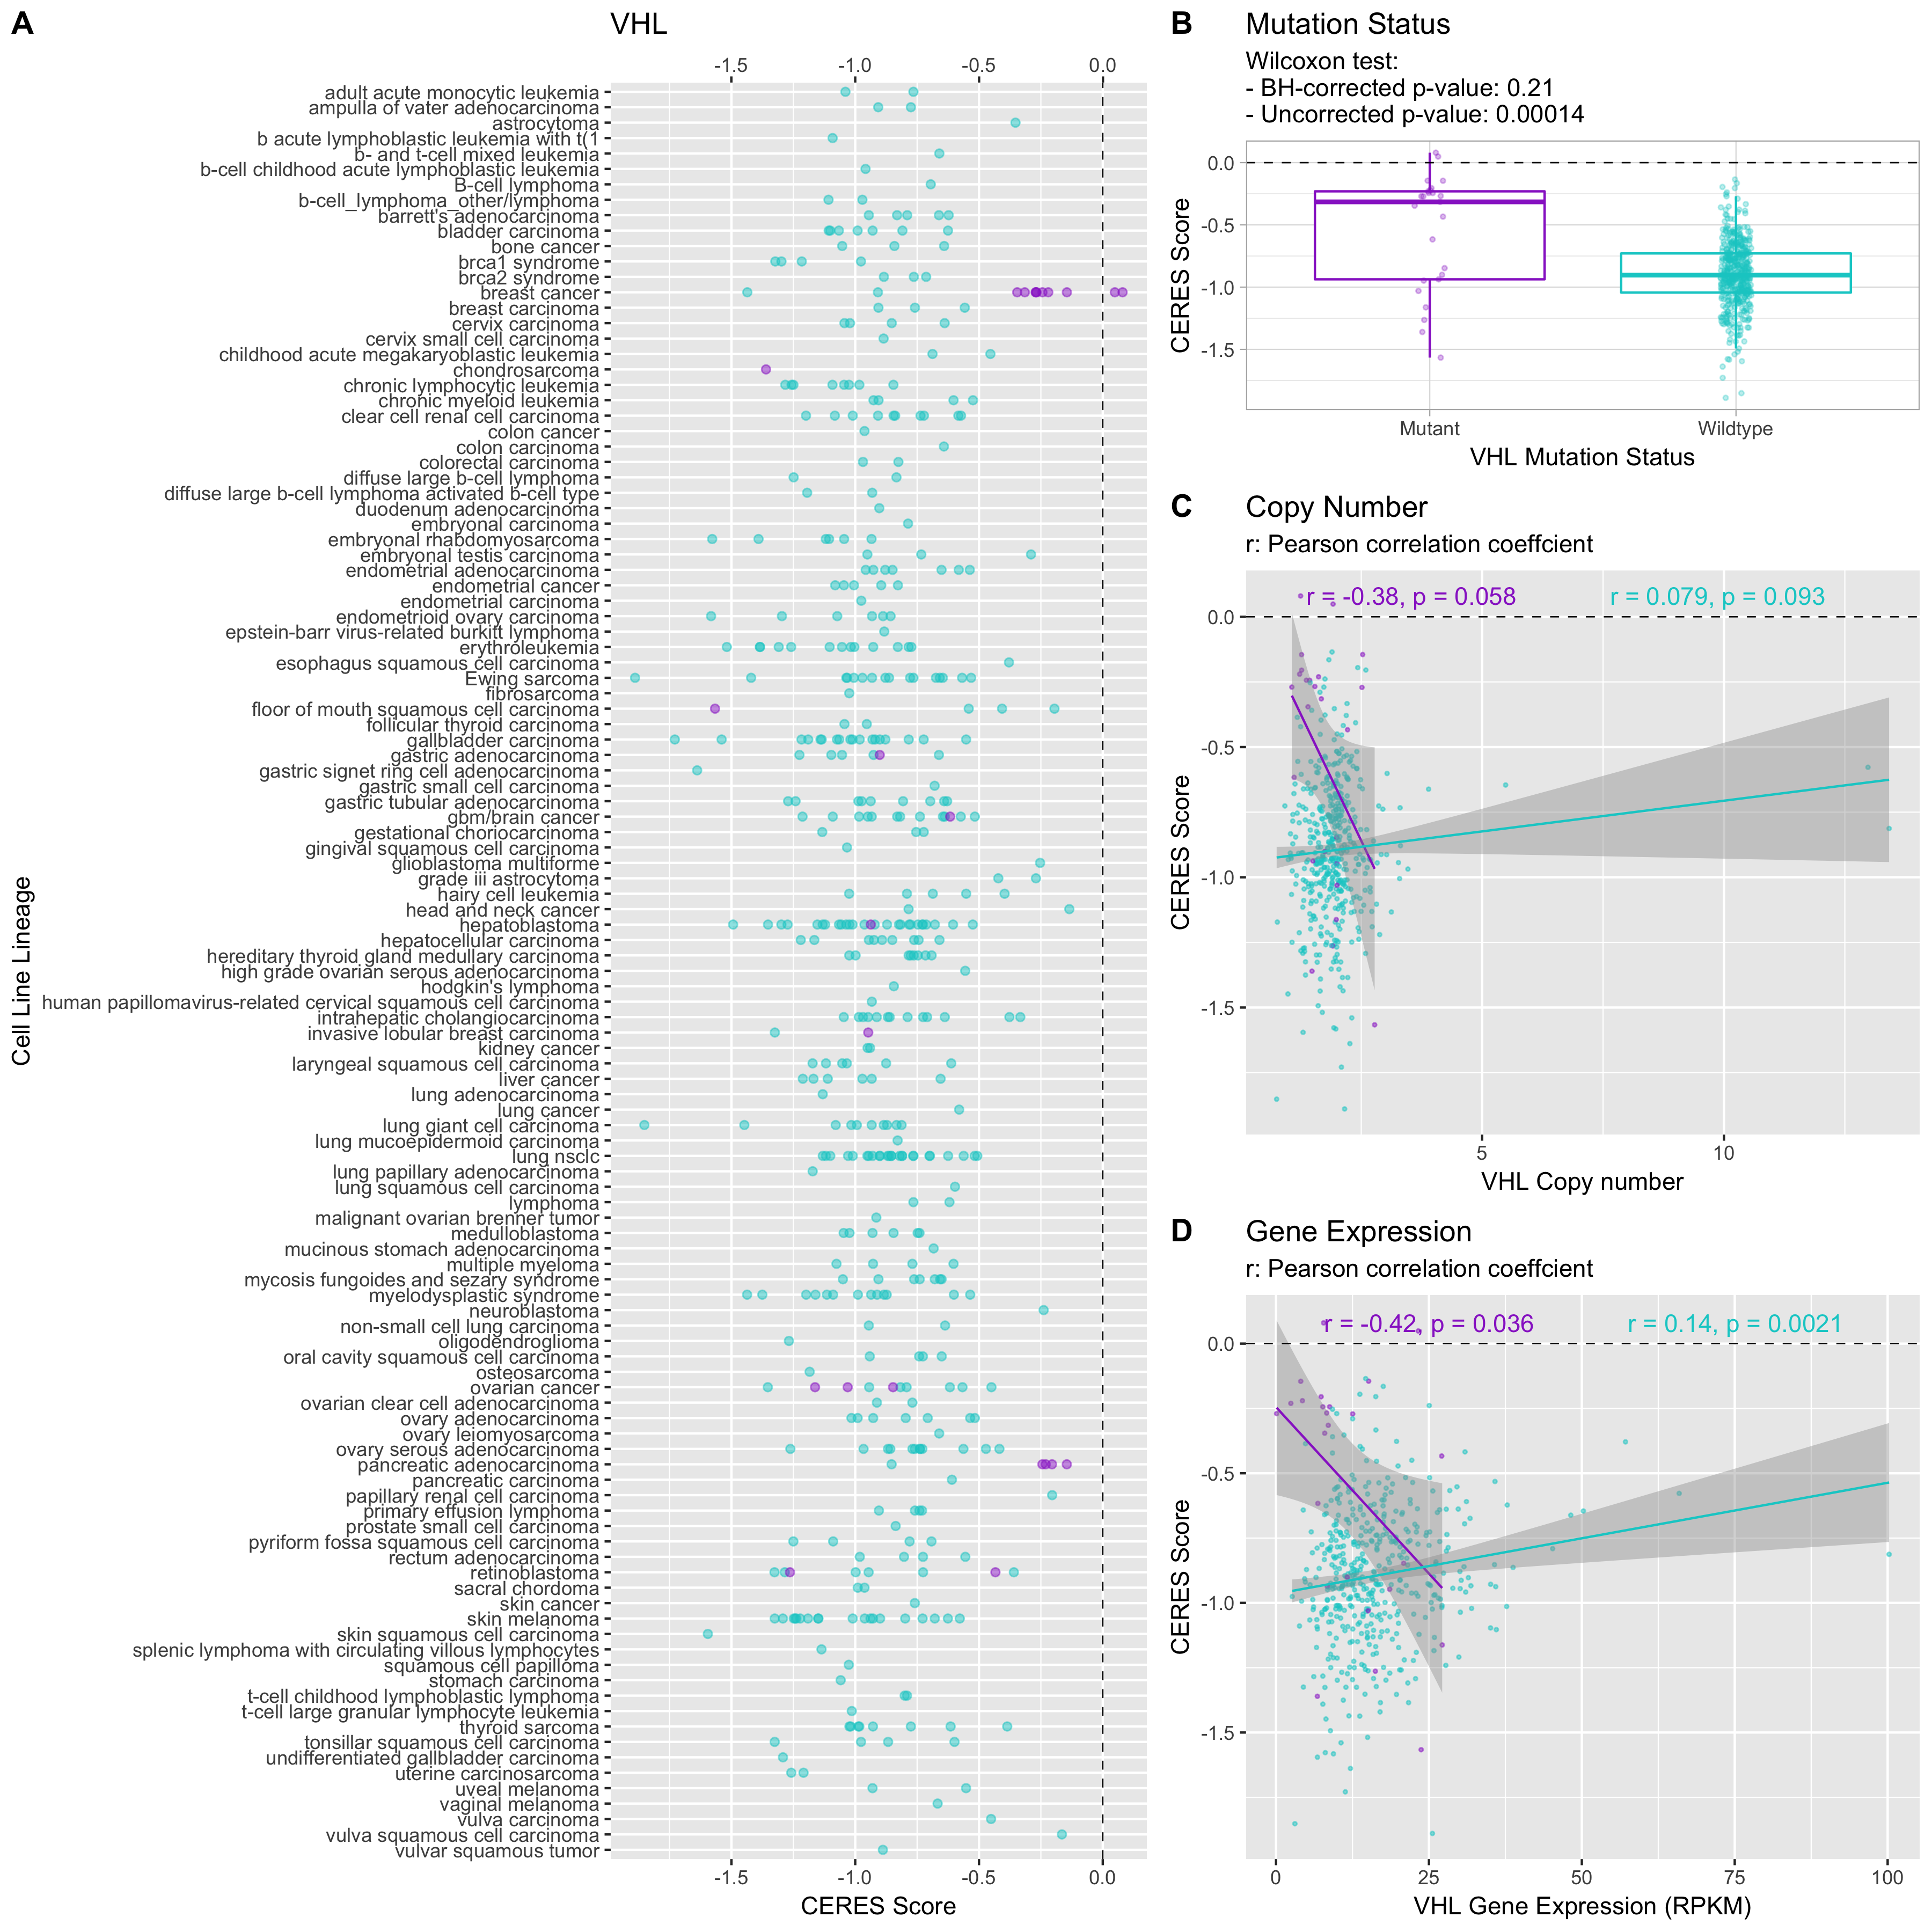 A
VHL
-1.5 -1.0 -0.5 0.0
Cell Line Lineage
adult acute monocytic leukemia
ampulla of vater adenocarcinoma
astrocytoma
b acute lymphoblastic leukemia with t(1
b- and t-cell mixed leukemia
b-cell childhood acute lymphoblastic leukemia
B-cell lymphoma
b-cell_lymphoma_other/lymphoma
barrett's adenocarcinoma
bladder carcinoma
bone cancer
brca1 syndrome
brca2 syndrome
breast cancer
breast carcinoma
cervix carcinoma
cervix small cell carcinoma
childhood acute megakaryoblastic leukemia
chondrosarcoma
chronic lymphocytic leukemia
chronic myeloid leukemia
clear cell renal cell carcinoma
colon cancer
colon carcinoma
colorectal carcinoma
diffuse large b-cell lymphoma
diffuse large b-cell lymphoma activated b-cell type
duodenum adenocarcinoma
embryonal carcinoma
embryonal rhabdomyosarcoma
embryonal testis carcinoma
endometrial adenocarcinoma
endometrial cancer
endometrial carcinoma
endometrioid ovary carcinoma
epstein-barr virus-related burkitt lymphoma
erythroleukemia
esophagus squamous cell carcinoma
Ewing sarcoma
fibrosarcoma
floor of mouth squamous cell carcinoma
follicular thyroid carcinoma
gallbladder carcinoma
gastric adenocarcinoma
gastric signet ring cell adenocarcinoma
gastric small cell carcinoma
gastric tubular adenocarcinoma
gbm/brain cancer
gestational choriocarcinoma
gingival squamous cell carcinoma
glioblastoma multiforme
grade iii astrocytoma
hairy cell leukemia
head and neck cancer
hepatoblastoma
hepatocellular carcinoma
hereditary thyroid gland medullary carcinoma
high grade ovarian serous adenocarcinoma
hodgkin's lymphoma
human papillomavirus-related cervical squamous cell carcinoma
intrahepatic cholangiocarcinoma
invasive lobular breast carcinoma
kidney cancer
laryngeal squamous cell carcinoma
liver cancer
lung adenocarcinoma
lung cancer
lung giant cell carcinoma
lung mucoepidermoid carcinoma
lung nsclc
lung papillary adenocarcinoma
lung squamous cell carcinoma
lymphoma
malignant ovarian brenner tumor
medulloblastoma
mucinous stomach adenocarcinoma
multiple myeloma
mycosis fungoides and sezary syndrome
myelodysplastic syndrome
neuroblastoma
non-small cell lung carcinoma
oligodendroglioma
oral cavity squamous cell carcinoma
osteosarcoma
ovarian cancer
ovarian clear cell adenocarcinoma
ovary adenocarcinoma
ovary leiomyosarcoma
ovary serous adenocarcinoma
pancreatic adenocarcinoma
pancreatic carcinoma
papillary renal cell carcinoma
primary effusion lymphoma
prostate small cell carcinoma
pyriform fossa squamous cell carcinoma
rectum adenocarcinoma
retinoblastoma
sacral chordoma
skin cancer
skin melanoma
skin squamous cell carcinoma
splenic lymphoma with circulating villous lymphocytes
squamous cell papilloma
stomach carcinoma
t-cell childhood lymphoblastic lymphoma
t-cell large granular lymphocyte leukemia
thyroid sarcoma
tonsillar squamous cell carcinoma
undifferentiated gallbladder carcinoma
uterine carcinosarcoma
uveal melanoma
vaginal melanoma
vulva carcinoma
vulva squamous cell carcinoma
vulvar squamous tumor
-1.5 -1.0 -0.5 0.0
CERES Score
B
Mutation Status
Wilcoxon test:
- BH-corrected p-value: 0.21
- Uncorrected p-value: 0.00014
CERES Score
0.0
-0.5
-1.0
-1.5
Mutant Wildtype
VHL Mutation Status
C
Copy Number
r: Pearson correlation coeffcient
r = -0.38, p = 0.058 r = 0.079, p = 0.093
CERES Score
0.0
-0.5
-1.0
-1.5
5 10
VHL Copy number
D
Gene Expression
r: Pearson correlation coeffcient
r = -0.42, p = 0.036 r = 0.14, p = 0.0021
CERES Score
0.0
-0.5
-1.0
-1.5
0 25 50 75 100
VHL Gene Expression (RPKM)